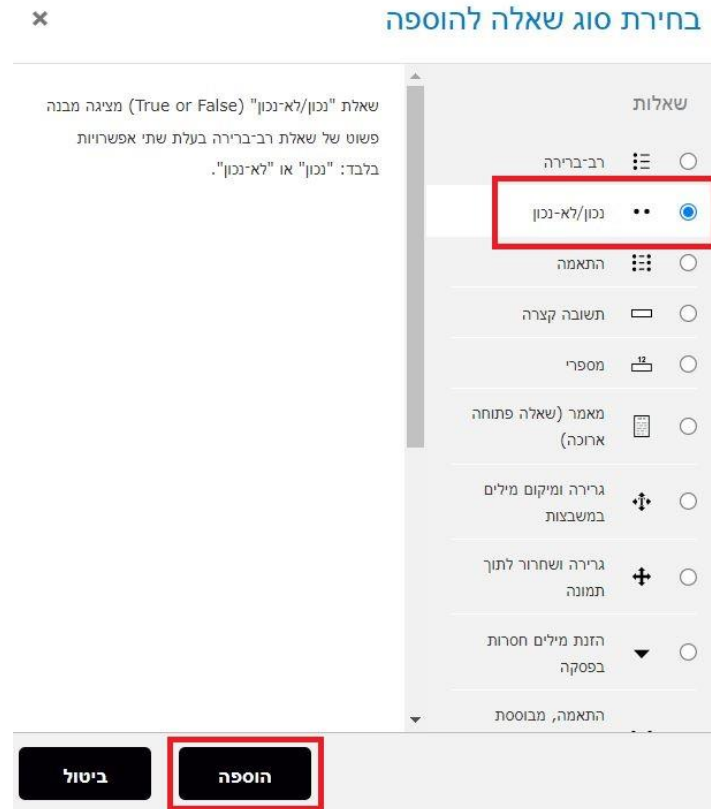 בחירת סוג שאלה להוספה
×
שאלות
רב־ברירה
נכון/לא-נכון
התאמה
תשובה קצרה
12
מספרי
מאמר (שאלה פתוחה
ארוכה)
גרירה ומיקום מילים
במשבצות
גרירה ושחרור לתוך
תמונה
הזנת מילים חסרות
בפסקה
התאמה, מבוססת
שאלת "נכון/לא־נכון" (True or False) מציגה מבנה
פשוט של שאלת רב־ברירה בעלת שתי אפשרויות
בלבד: "נכון" או "לא־נכון".
הוספה
ביטול